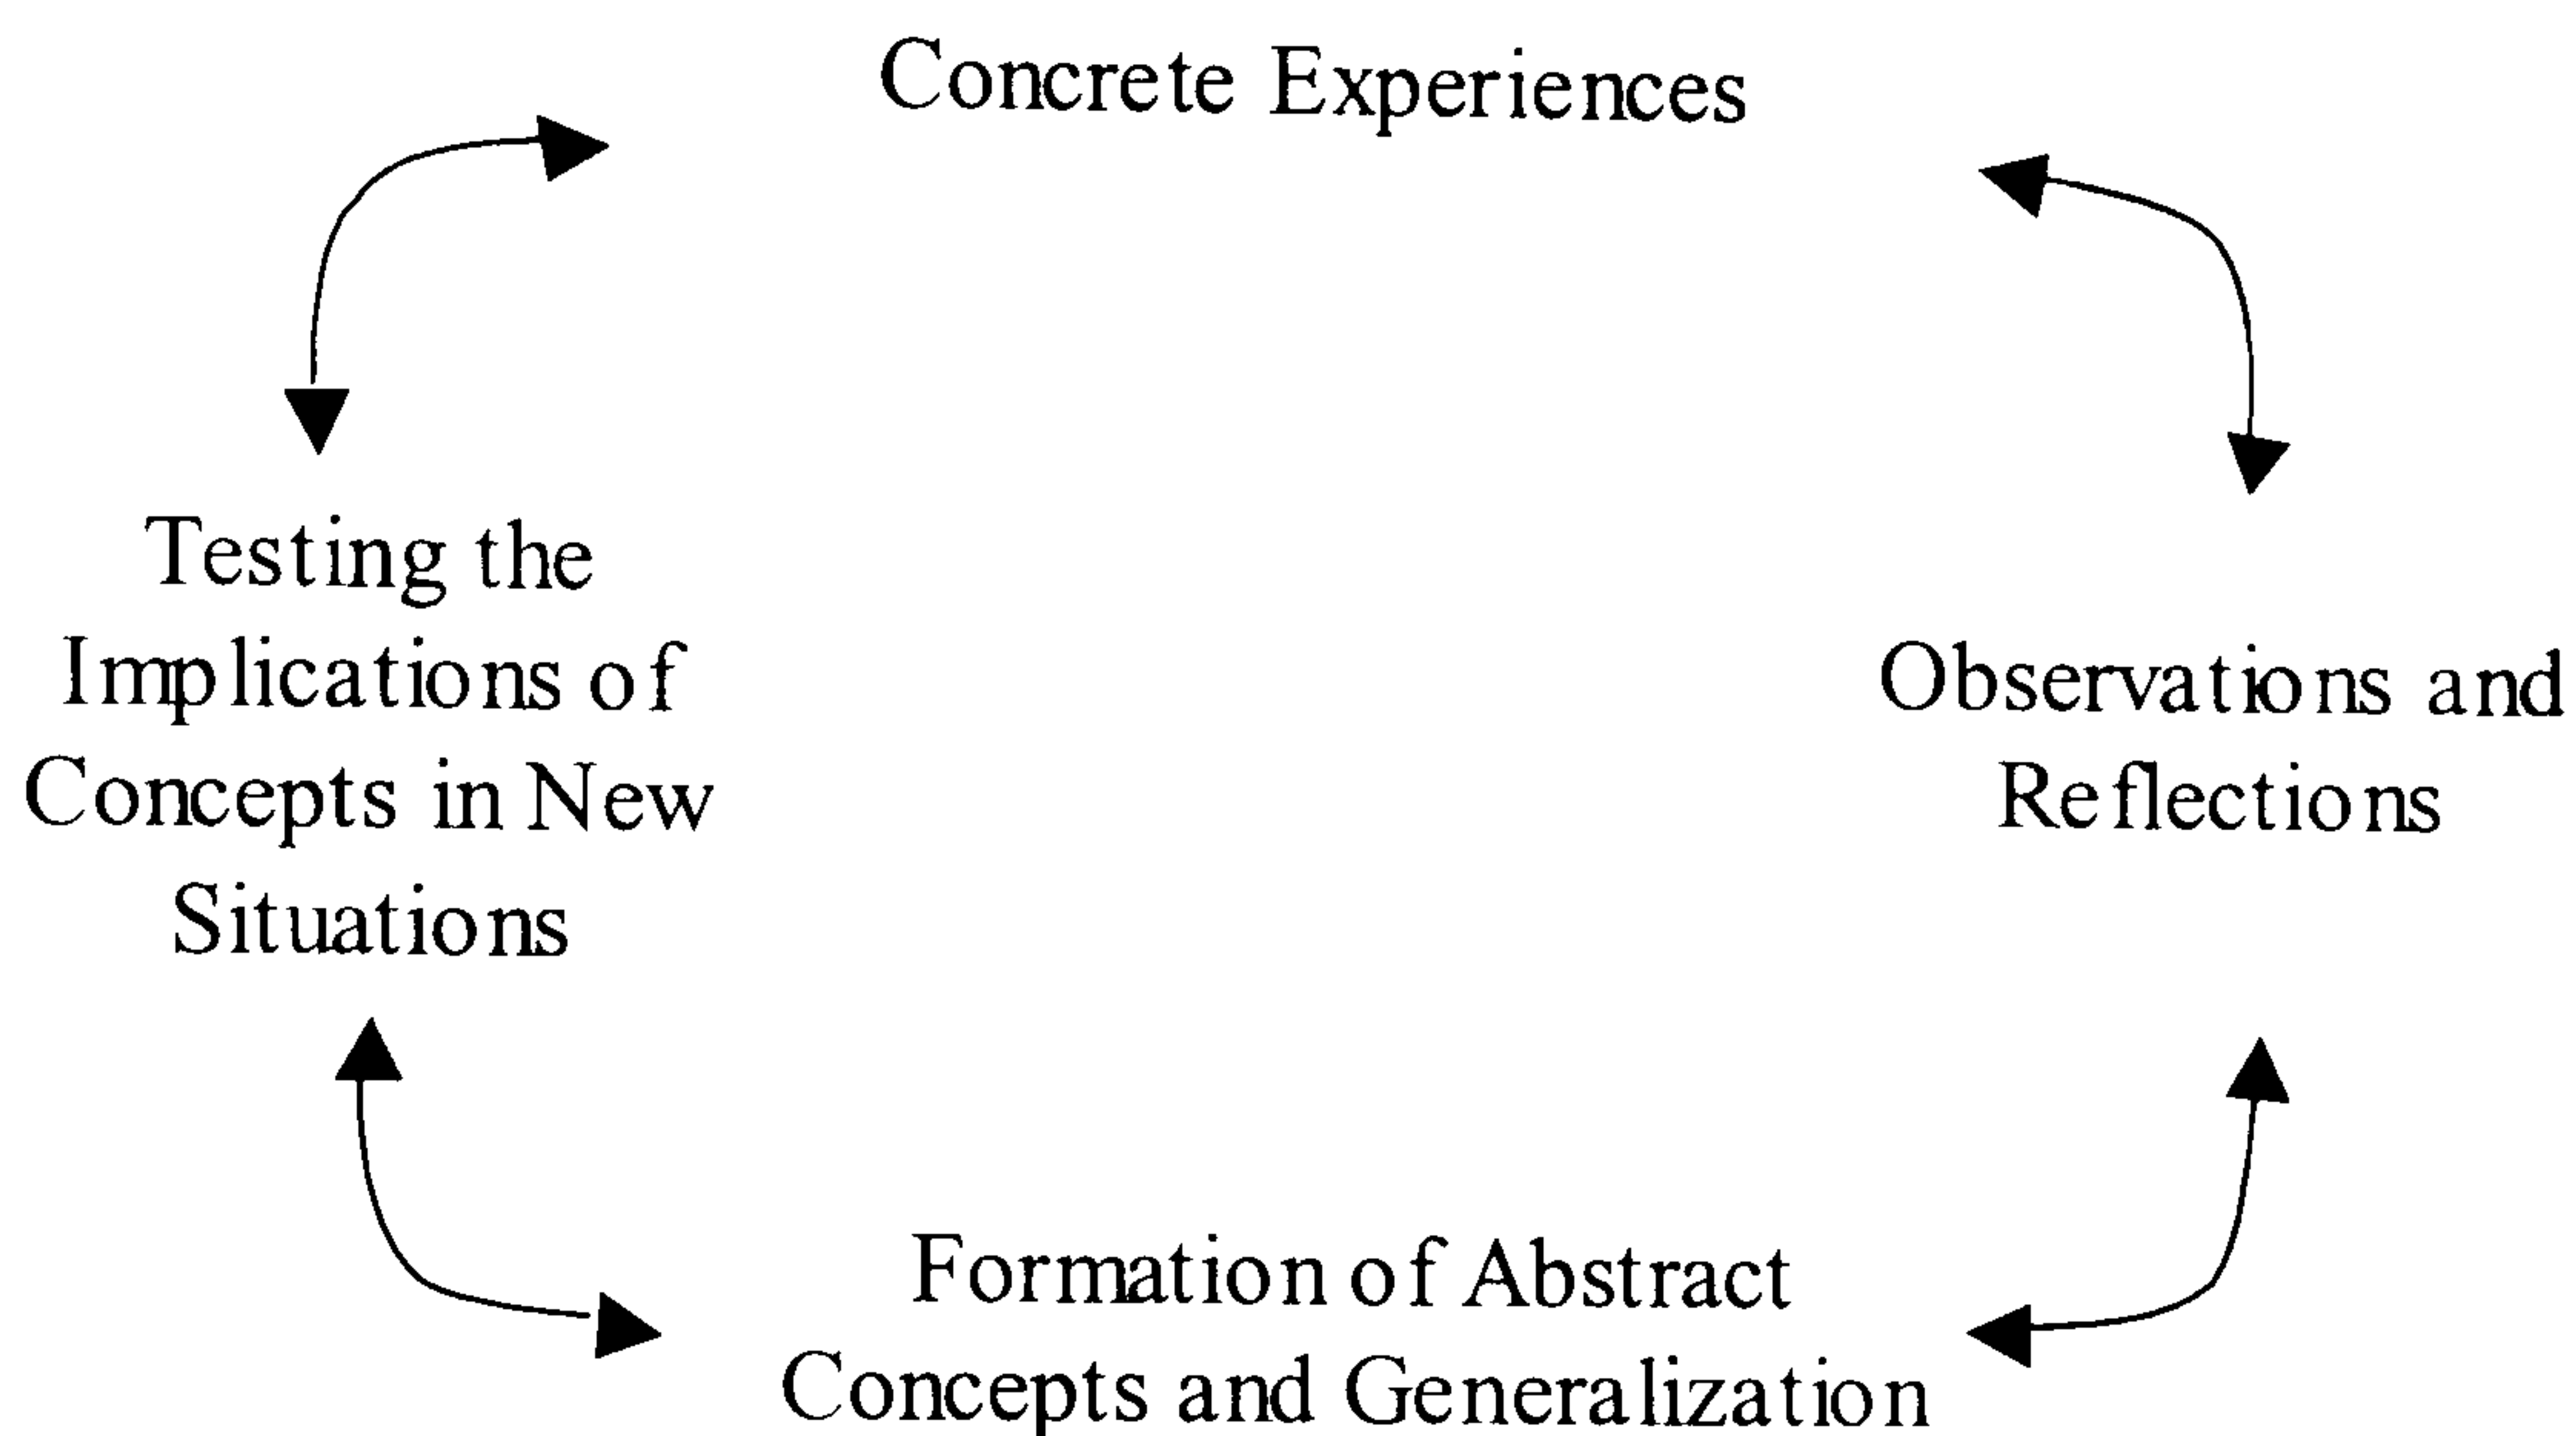 Concrete Experiences
Testing the
Implications of
Concepts in New
Situations
Observations and
Reflections
Formation of Abstract
Concepts and Generalization